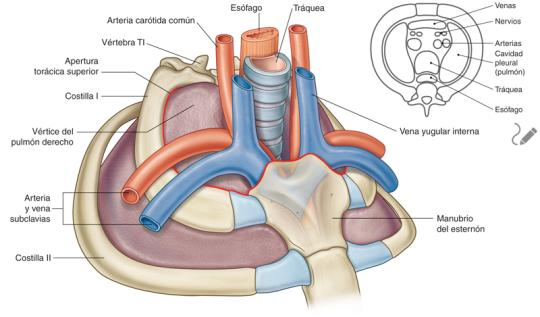 Esófago
Tráquea
Arteria carótida común
Vértebra TI
Apertura
torácica superior
Costilla I
Vértice del
pulmón derecho
Arteria
y vena
subclavias
Costilla II
Vena yugular interna
Manubrio
del esternón
Venas
Nervios
Arterias
Cavidad
pleural
(pulmón)
Tráquea
Esófago